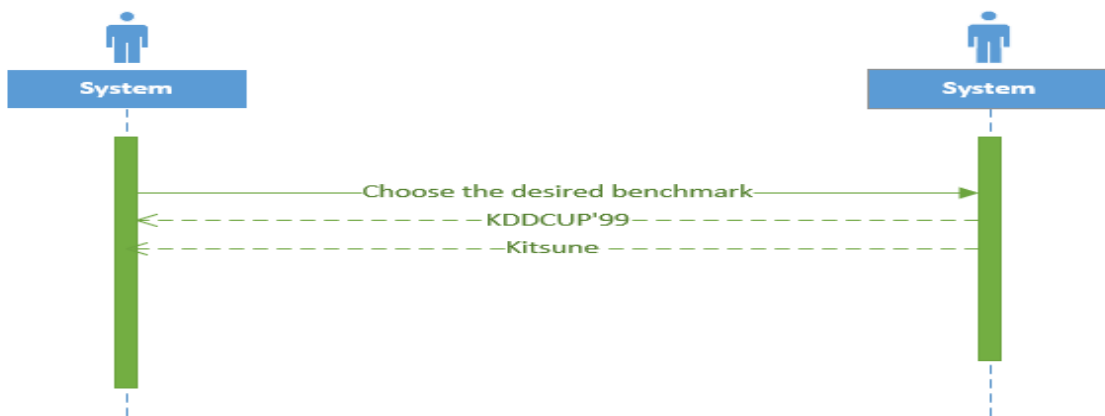 System
System
Choose the desired benchmark
KDDCUP'99
Kitsune